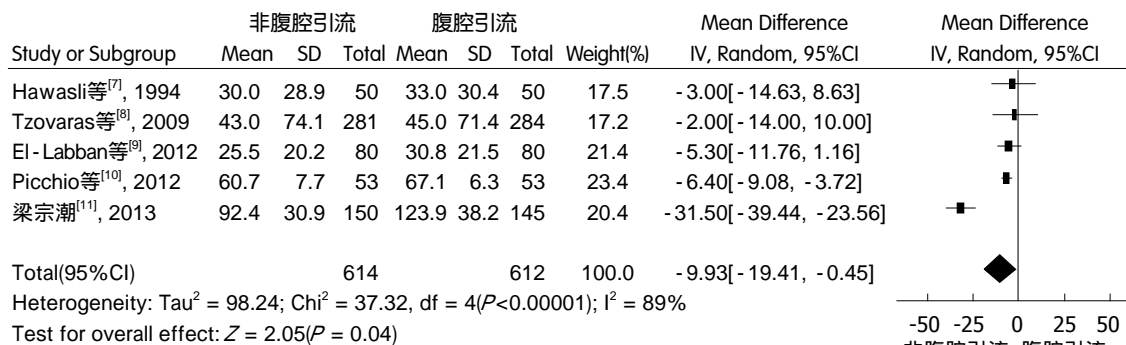 非腹腔引流 腹腔引流 Mean Difference Mean Difference
Study or Subgroup Mean SD Total Mean SD Total Weight(%) IV, Random, 95%CI IV, Random, 95%CI
Hawasli等[7], 1994 30.0 28.9 50 33.0 30.4 50 17.5 -3.00[-14.63, 8.63]
Tzovaras等[8], 2009 43.0 74.1 281 45.0 71.4 284 17.2 -2.00[-14.00, 10.00]
El-Labban等[9], 2012 25.5 20.2 80 30.8 21.5 80 21.4 -5.30[-11.76, 1.16]
Picchio等[10], 2012 60.7 7.7 53 67.1 6.3 53 23.4 -6.40[-9.08, -3.72]
梁宗潮[11], 2013 92.4 30.9 150 123.9 38.2 145 20.4 -31.50[-39.44, -23.56]
Total(95%CI) 614 612 100.0 -9.93[-19.41, -0.45]
Heterogeneity: Tau² = 98.24; Chi² = 37.32, df = 4(P<0.00001); I² = 89%
Test for overall effect: Z = 2.05(P = 0.04)
-50 -25 0 25 50
非腹腔引流 腹腔引流